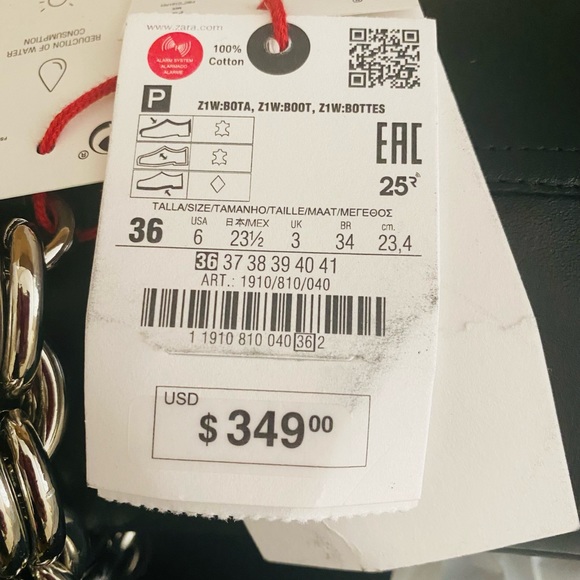 REDUCTION OF WATER
CONSUMPTION
www.zara.com
ALARM SYSTEM
ALARMADO
ALARME
100%
Cotton
P
Z1W:BOTA, Z1W:BOOT, Z1W:BOTTES
EAC
25
TALLA/SIZE/TAMANHO/TAILLE/MAAT/ΜΕΓΕΘΟΣ
36 USA 6 日本/MEX 23½ UK 3 BR 34 cm. 23,4
36 37 38 39 40 41
ART.: 1910/810/040
1 1910 810 040 36 2
USD
$ 349.00
®